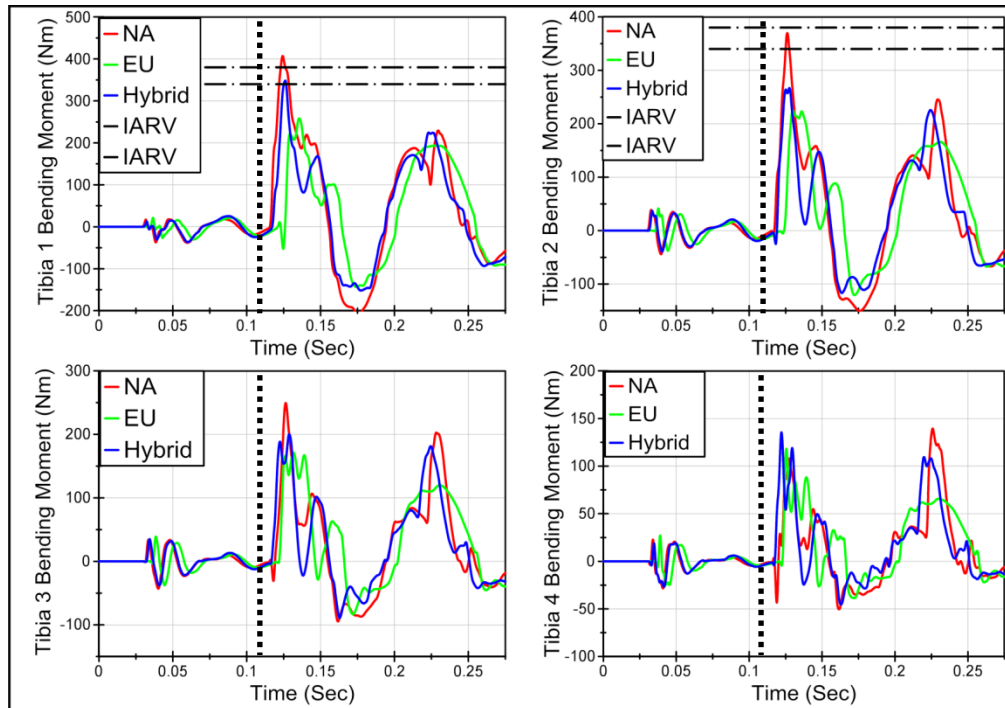 Tibia 1 Bending Moment (Nm)
500
400
300
200
100
0
-100
-200
NA
EU
Hybrid
IARV
IARV
0
0.05
0.1
0.15
0.2
0.25
Time (Sec)
Tibia 2 Bending Moment (Nm)
400
300
200
100
0
-100
NA
EU
Hybrid
IARV
IARV
0
0.05
0.1
0.15
0.2
0.25
Time (Sec)
Tibia 3 Bending Moment (Nm)
300
200
100
0
-100
NA
EU
Hybrid
0
0.05
0.1
0.15
0.2
0.25
Time (Sec)
Tibia 4 Bending Moment (Nm)
200
150
100
50
0
-50
-100
NA
EU
Hybrid
0
0.05
0.1
0.15
0.2
0.25
Time (Sec)